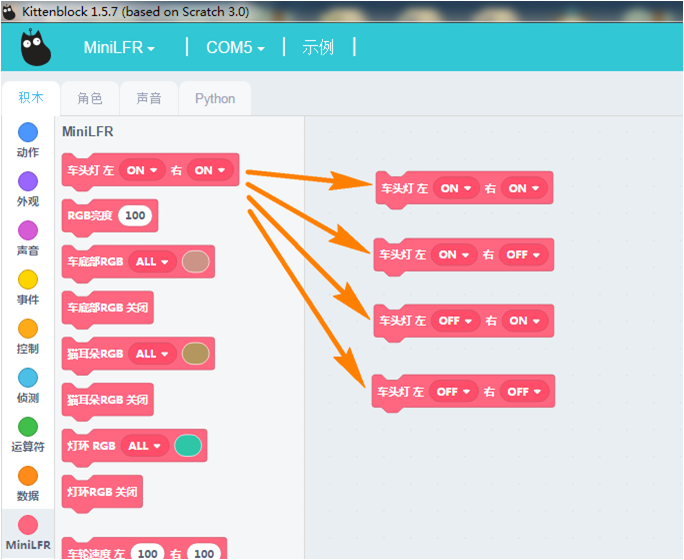 Kittenblock 1.5.7 (based on Scratch 3.0)
MiniLFR COM5 示例
积木 角色 声音 Python
动作
外观
声音
事件
控制
侦测
运算符
数据
MiniLFR
MiniLFR
车头灯 左 ON 右 ON
RGB亮度 100
车底部RGB ALL
车底部RGB 关闭
猫耳朵RGB ALL
猫耳朵RGB 关闭
灯环 RGB ALL
灯环RGB 关闭
车轮速度 左 100 右 100
车头灯 左 ON 右 ON
车头灯 左 ON 右 OFF
车头灯 左 OFF 右 ON
车头灯 左 OFF 右 OFF